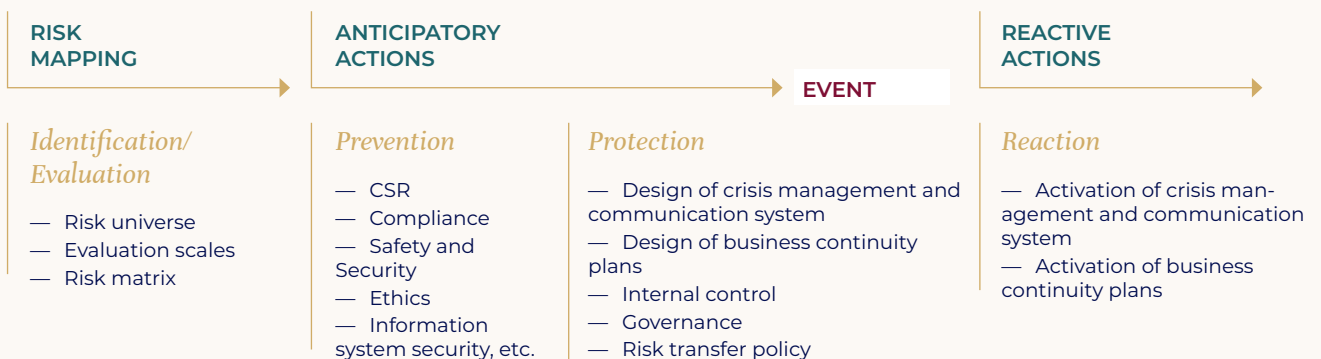 RISK
MAPPING
ANTICIPATORY
ACTIONS
EVENT
REACTIVE
ACTIONS
Identification/
Evaluation
— Risk universe
— Evaluation scales
— Risk matrix
Prevention
— CSR
— Compliance
— Safety and
Security
— Ethics
— Information
system security, etc.
Protection
— Design of crisis management and
communication system
— Design of business continuity
plans
— Internal control
— Governance
— Risk transfer policy
Reaction
— Activation of crisis man-
agement and communication
system
— Activation of business
continuity plans